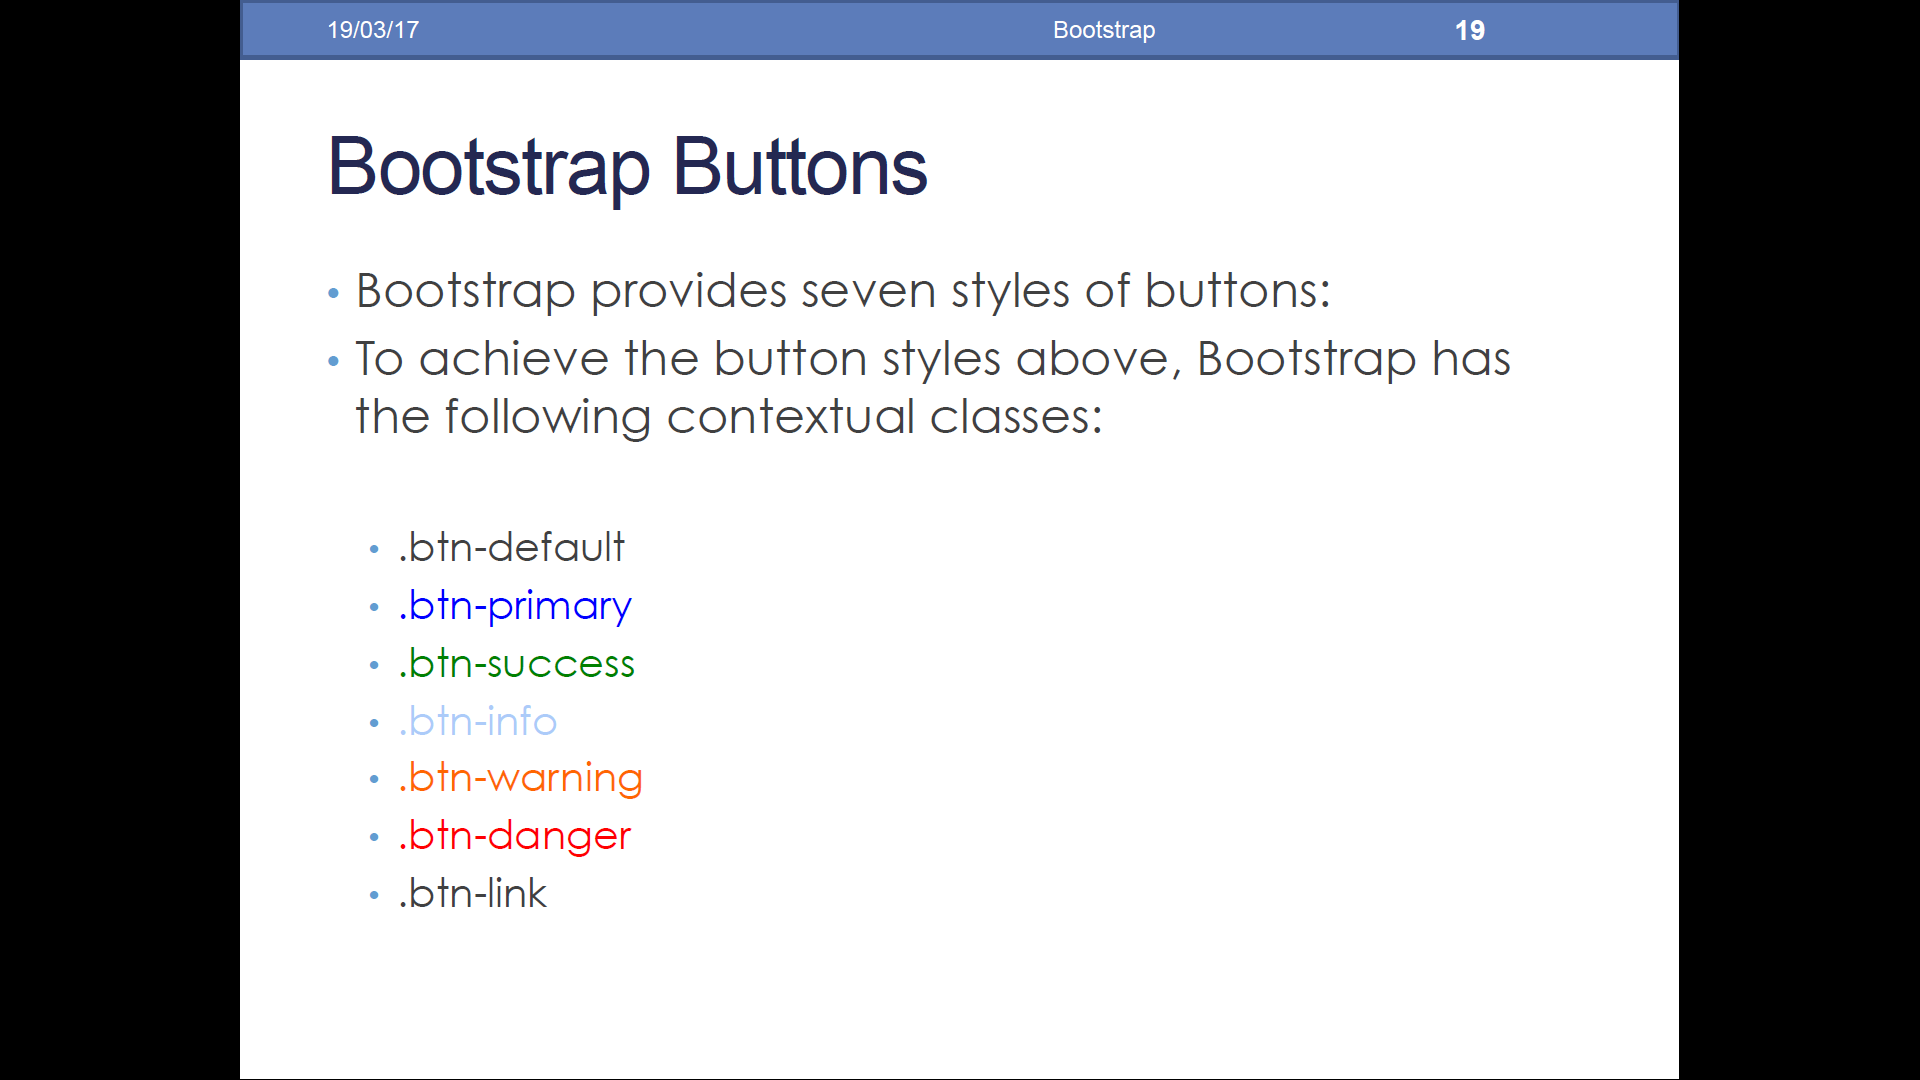 19/03/17 Bootstrap 19
Bootstrap Buttons
• Bootstrap provides seven styles of buttons:
• To achieve the button styles above, Bootstrap has
the following contextual classes:
• .btn-default
• .btn-primary
• .btn-success
• .btn-info
• .btn-warning
• .btn-danger
• .btn-link